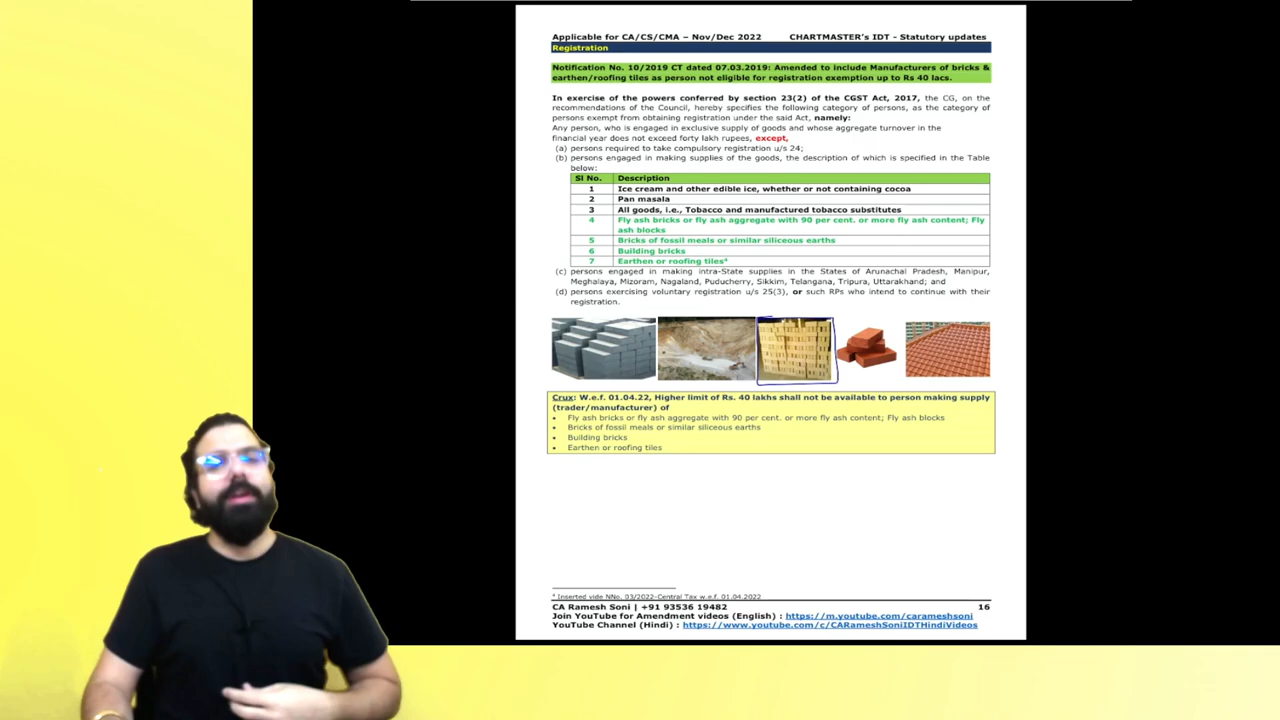 Applicable for CA/CS/CMA – Nov/Dec 2022 CHARTMASTER's IDT - Statutory updates
Registration
Notification No. 10/2019 CT dated 07.03.2019: Amended to include Manufacturers of bricks &
earthen/roofing tiles as person not eligible for registration exemption up to Rs 40 lacs.
In exercise of the powers conferred by section 23(2) of the CGST Act, 2017, the CG, on the
recommendations of the Council, hereby specifies the following category of persons, as the category of
persons exempt from obtaining registration under the said Act, namely:
Any person, who is engaged in exclusive supply of goods and whose aggregate turnover in the
financial year does not exceed forty lakh rupees, except,
(a) persons required to take compulsory registration u/s 24;
(b) persons engaged in making supplies of the goods, the description of which is specified in the Table
below:
Sl No. Description
1 Ice cream and other edible ice, whether or not containing cocoa
2 Pan masala
3 All goods, i.e., Tobacco and manufactured tobacco substitutes
4 Fly ash bricks or fly ash aggregate with 90 per cent. or more fly ash content; Fly
ash blocks
5 Bricks of fossil meals or similar siliceous earths
6 Building bricks
7 Earthen or roofing tiles⁴
(c) persons engaged in making intra-State supplies in the States of Arunachal Pradesh, Manipur,
Meghalaya, Mizoram, Nagaland, Puducherry, Sikkim, Telangana, Tripura, Uttarakhand; and
(d) persons exercising voluntary registration u/s 25(3), or such RPs who intend to continue with their
registration.
Crux: W.e.f. 01.04.22, Higher limit of Rs. 40 lakhs shall not be available to person making supply
(trader/manufacturer) of
• Fly ash bricks or fly ash aggregate with 90 per cent. or more fly ash content; Fly ash blocks
• Bricks of fossil meals or similar siliceous earths
• Building bricks
• Earthen or roofing tiles
⁴ Inserted vide NNo. 03/2022-Central Tax w.e.f. 01.04.2022
CA Ramesh Soni | +91 93536 19482 16
Join YouTube for Amendment videos (English) : https://m.youtube.com/carameshsoni
YouTube Channel (Hindi) : https://www.youtube.com/c/CARameshSoniIDTHindiVideos